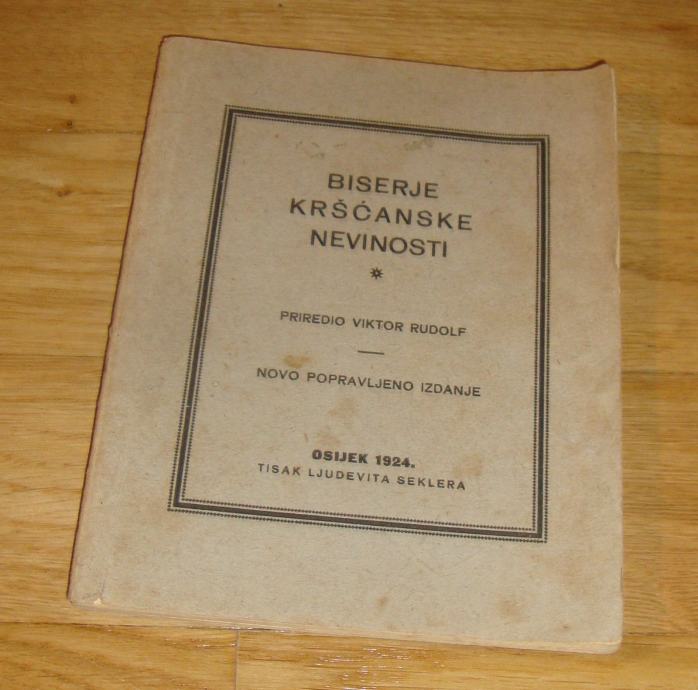 BISERJE
KRŠĆANSKE
NEVINOSTI
PRIREDIO VIKTOR RUDOLF
NOVO POPRAVLJENO IZDANJE
OSIJEK 1924.
TISAK LJUDEVITA SEKLERA